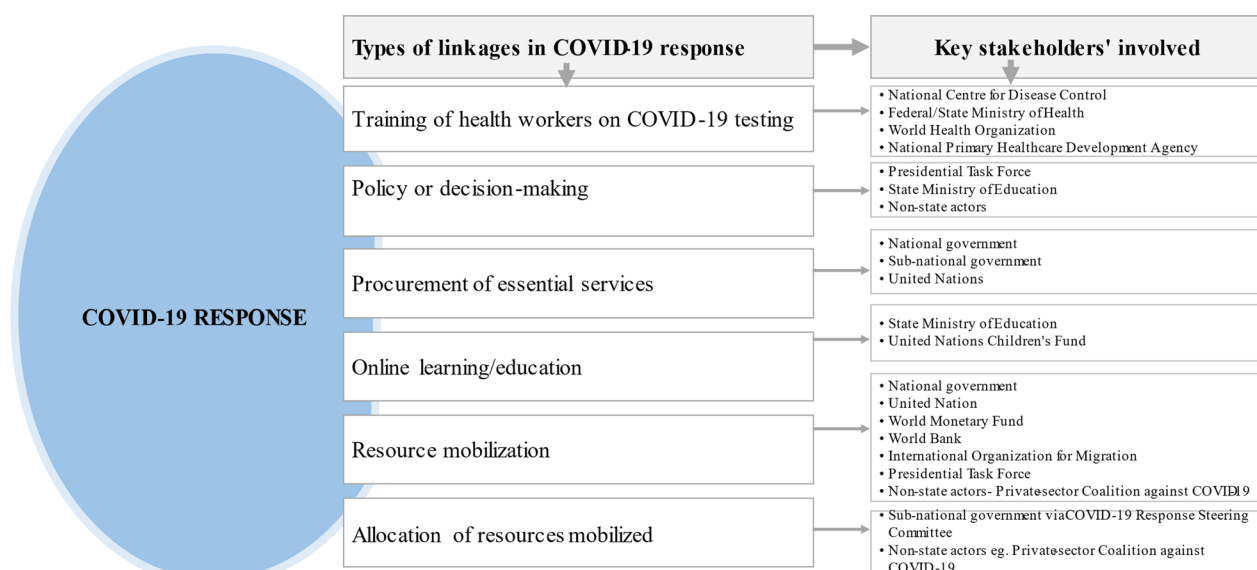 Types of linkages in COVID-19 response
Key stakeholders' involved
COVID-19 RESPONSE
Training of health workers on COVID-19 testing
• National Centre for Disease Control
• Federal/State Ministry of Health
• World Health Organization
• National Primary Healthcare Development Agency
Policy or decision-making
• Presidential Task Force
• State Ministry of Education
• Non-state actors
Procurement of essential services
• National government
• Sub-national government
• United Nations
Online learning/education
• State Ministry of Education
• United Nations Children's Fund
Resource mobilization
• National government
• United Nation
• World Monetary Fund
• World Bank
• International Organization for Migration
• Presidential Task Force
• Non-state actors- Private-sector Coalition against COVID-19
Allocation of resources mobilized
• Sub-national government via COVID-19 Response Steering
Committee
• Non-state actors eg. Private-sector Coalition against
COVID-19